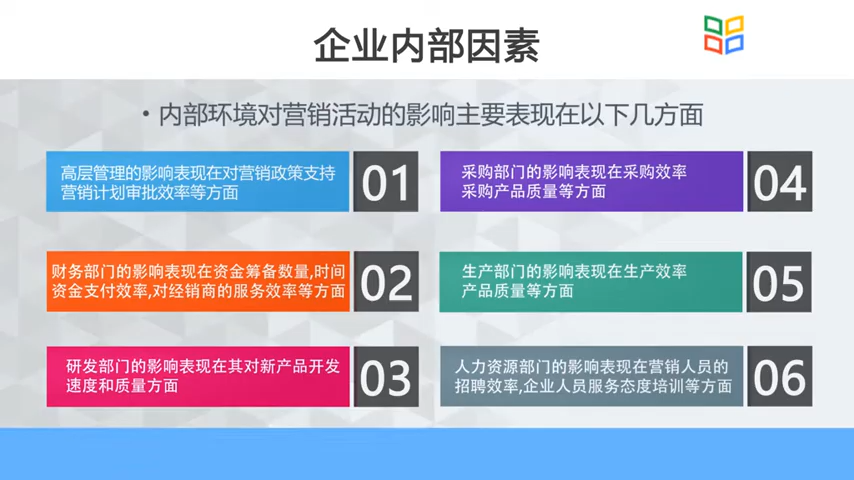 企业内部因素
•内部环境对营销活动的影响主要表现在以下几方面
高层管理的影响表现在对营销政策支持
营销计划审批效率等方面
01
财务部门的影响表现在资金筹备数量,时间
资金支付效率,对经销商的服务效率等方面
02
研发部门的影响表现在其对新产品开发
速度和质量方面
03
采购部门的影响表现在采购效率
采购产品质量等方面
04
生产部门的影响表现在生产效率
产品质量等方面
05
人力资源部门的影响表现在营销人员的
招聘效率,企业人员服务态度培训等方面
06